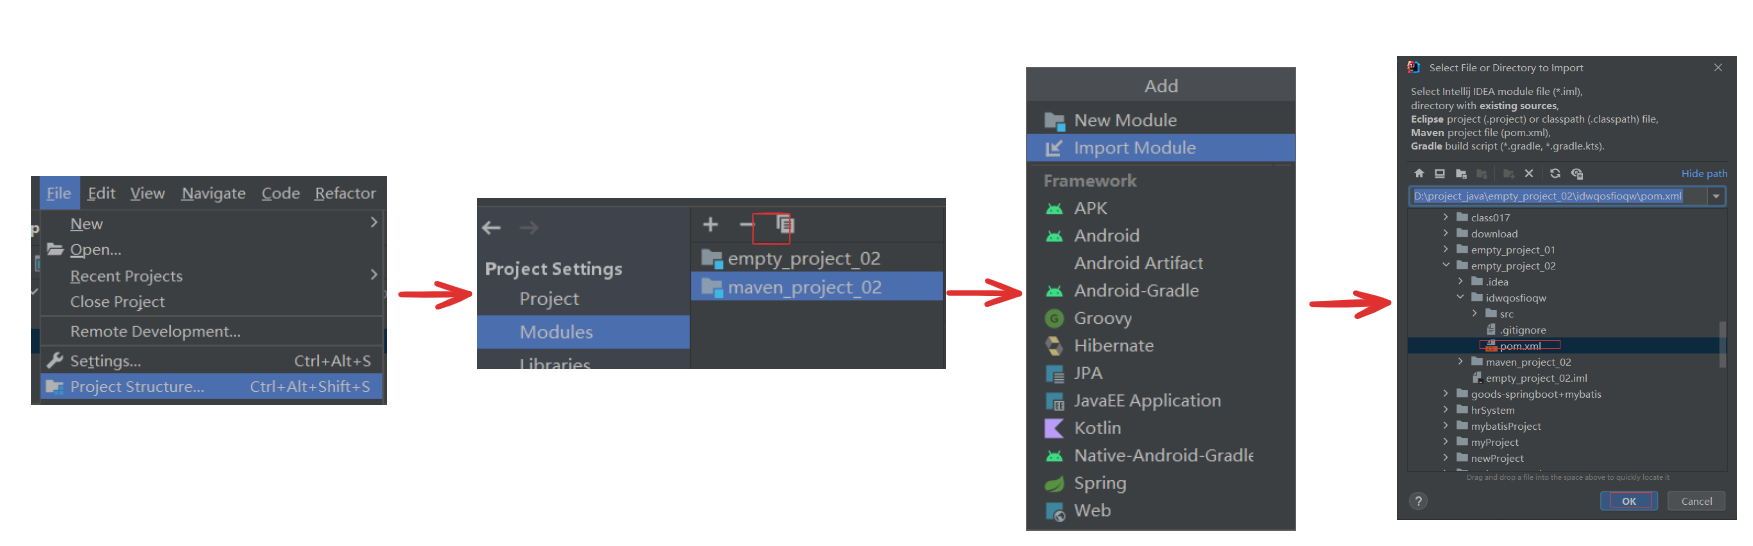 File Edit View Navigate Code Refactor
New
Open...
Recent Projects
Close Project
Remote Development...
Settings... Ctrl+Alt+S
Project Structure... Ctrl+Alt+Shift+S
Project Settings
Project
Modules
Libraries
empty_project_02
maven_project_02
Add
New Module
Import Module
Framework
APK
Android
Android Artifact
Android-Gradle
Groovy
Hibernate
JPA
JavaEE Application
Kotlin
Native-Android-Gradle
Spring
Web
Select File or Directory to Import
Select Intellij IDEA module file (*.iml),
directory with existing sources,
Eclipse project (.project) or classpath (.classpath) file,
Maven project file (pom.xml),
Gradle build script (*.gradle, *.gradle.kts).
Hide path
D:\project_java\empty_project_02\idwqosfioqw\pom.xml
class017
download
empty_project_01
empty_project_02
.idea
idwqosfioqw
src
.gitignore
pom.xml
maven_project_02
empty_project_02.iml
goods-springboot+mybatis
hrSystem
mybatisProject
myProject
newProject
Drag and drop a file into the space above to quickly locate it
? OK Cancel